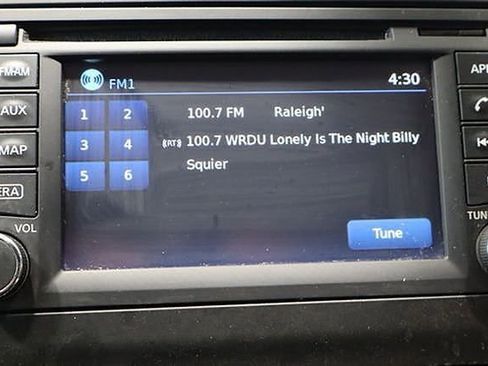 FM1 4:30
FM·AM APP
1 2 100.7 FM Raleigh'
AUX
3 4 (RT) 100.7 WRDU Lonely Is The Night Billy
MAP
Squier
5 6
ERA
VOL TUN
Tune